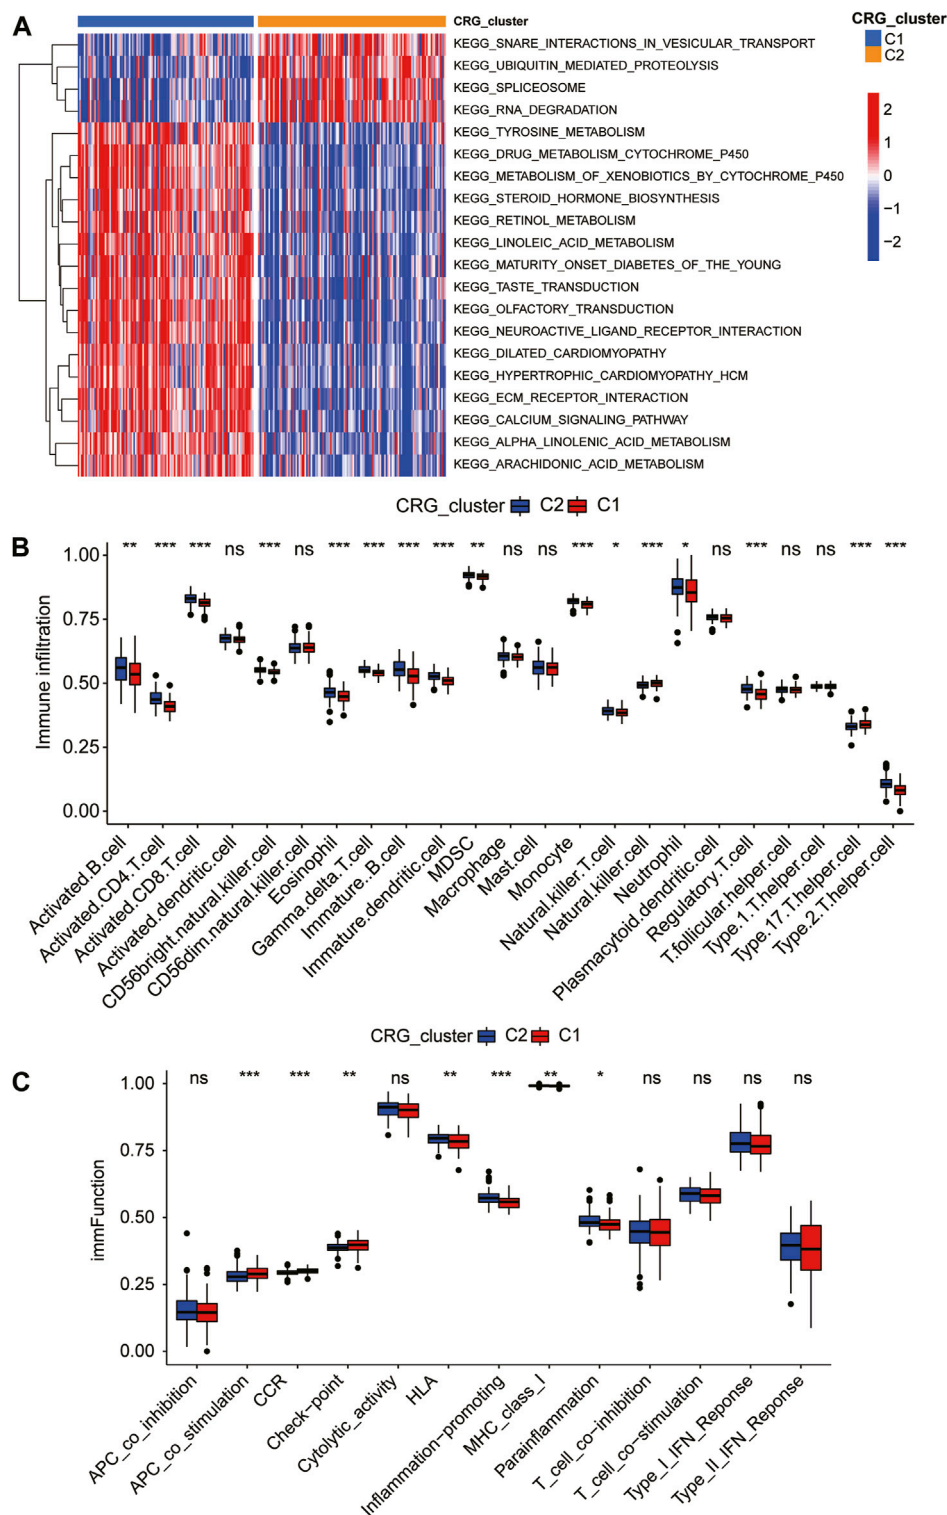 A
CRG_cluster
KEGG_SNARE_INTERACTIONS_IN_VESICULAR_TRANSPORT
KEGG_UBIQUITIN_MEDIATED_PROTEOLYSIS
KEGG_SPLICEOSOME
KEGG_RNA_DEGRADATION
KEGG_TYROSINE_METABOLISM
KEGG_DRUG_METABOLISM_CYTOCHROME_P450
KEGG_METABOLISM_OF_XENOBIOTICS_BY_CYTOCHROME_P450
KEGG_STEROID_HORMONE_BIOSYNTHESIS
KEGG_RETINOL_METABOLISM
KEGG_LINOLEIC_ACID_METABOLISM
KEGG_MATURITY_ONSET_DIABETES_OF_THE_YOUNG
KEGG_TASTE_TRANSDUCTION
KEGG_OLFACTORY_TRANSDUCTION
KEGG_NEUROACTIVE_LIGAND_RECEPTOR_INTERACTION
KEGG_DILATED_CARDIOMYOPATHY
KEGG_HYPERTROPHIC_CARDIOMYOPATHY_HCM
KEGG_ECM_RECEPTOR_INTERACTION
KEGG_CALCIUM_SIGNALING_PATHWAY
KEGG_ALPHA_LINOLENIC_ACID_METABOLISM
KEGG_ARACHIDONIC_ACID_METABOLISM
CRG_cluster
C1
C2
2
1
0
−1
−2
CRG_cluster C2 C1
B
** *** *** ns *** ns *** *** *** *** ** ns ns *** * *** * ns *** ns ns *** ***
Immune infiltration
1.00
0.75
0.50
0.25
0.00
Activated.B.cell
Activated.CD4.T.cell
Activated.CD8.T.cell
Activated.dendritic.cell
CD56bright.natural.killer.cell
CD56dim.natural.killer.cell
Eosinophil
Gamma.delta.T.cell
Immature..B.cell
Immature.dendritic.cell
MDSC
Macrophage
Mast.cell
Monocyte
Natural.killer.T.cell
Natural.killer.cell
Neutrophil
Plasmacytoid.dendritic.cell
Regulatory.T.cell
T.follicular.helper.cell
Type.1.T.helper.cell
Type.17.T.helper.cell
Type.2.T.helper.cell
CRG_cluster C2 C1
C
ns *** *** ** ns ** *** ** * ns ns ns ns
immFunction
1.00
0.75
0.50
0.25
0.00
APC_co_inhibition
APC_co_stimulation
CCR
Check−point
Cytolytic_activity
HLA
Inflammation−promoting
MHC_class_I
Parainflammation
T_cell_co−inhibition
T_cell_co−stimulation
Type_I_IFN_Reponse
Type_II_IFN_Reponse